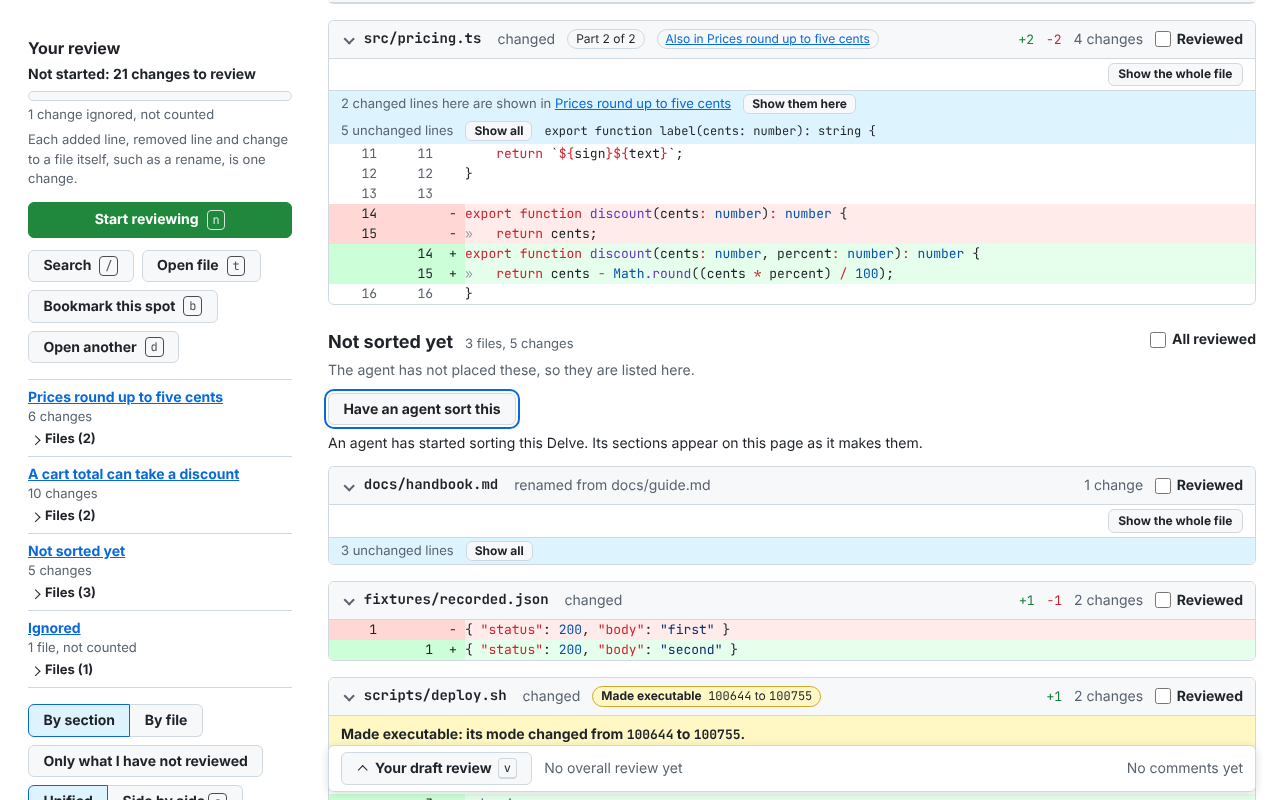 Your review
Not started: 21 changes to review
1 change ignored, not counted
Each added line, removed line and change
to a file itself, such as a rename, is one
change.
Start reviewing n
Search / Open file t
Bookmark this spot b
Open another d
Prices round up to five cents
6 changes
Files (2)
A cart total can take a discount
10 changes
Files (2)
Not sorted yet
5 changes
Files (3)
Ignored
1 file, not counted
Files (1)
By section By file
Only what I have not reviewed
Unified Side by side
src/pricing.ts changed Part 2 of 2 Also in Prices round up to five cents +2 -2 4 changes Reviewed
Show the whole file
2 changed lines here are shown in Prices round up to five cents Show them here
5 unchanged lines Show all export function label(cents: number): string {
11 11 return `${sign}${text}`;
12 12 }
13 13
14 - export function discount(cents: number): number {
15 - » return cents;
14 + export function discount(cents: number, percent: number): number {
15 + » return cents - Math.round((cents * percent) / 100);
16 16 }
Not sorted yet 3 files, 5 changes All reviewed
The agent has not placed these, so they are listed here.
Have an agent sort this
An agent has started sorting this Delve. Its sections appear on this page as it makes them.
docs/handbook.md renamed from docs/guide.md 1 change Reviewed
Show the whole file
3 unchanged lines Show all
fixtures/recorded.json changed +1 -1 2 changes Reviewed
1 - { "status": 200, "body": "first" }
1 + { "status": 200, "body": "second" }
scripts/deploy.sh changed Made executable 100644 to 100755 +1 2 changes Reviewed
Made executable: its mode changed from 100644 to 100755.
Your draft review v No overall review yet No comments yet